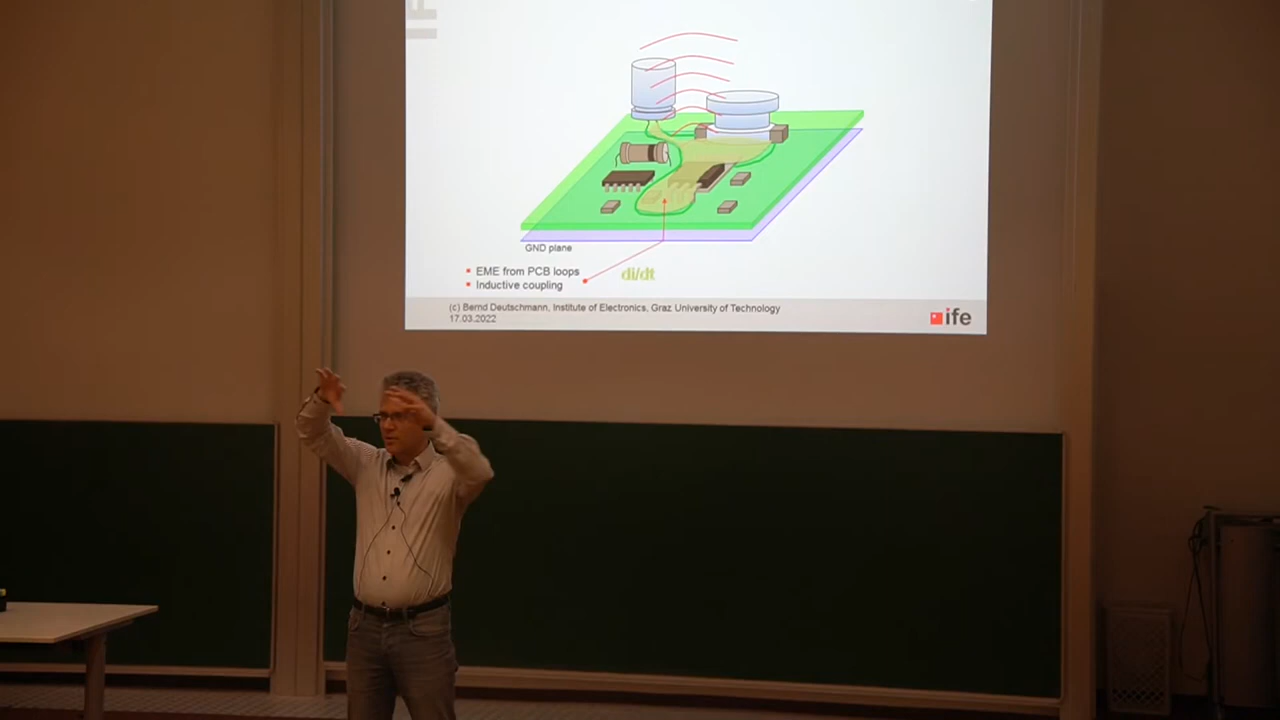 GND plane
EME from PCB loops
Inductive coupling
di/dt
(c) Bernd Deutschmann, Institute of Electronics, Graz University of Technology
17.03.2022
ife